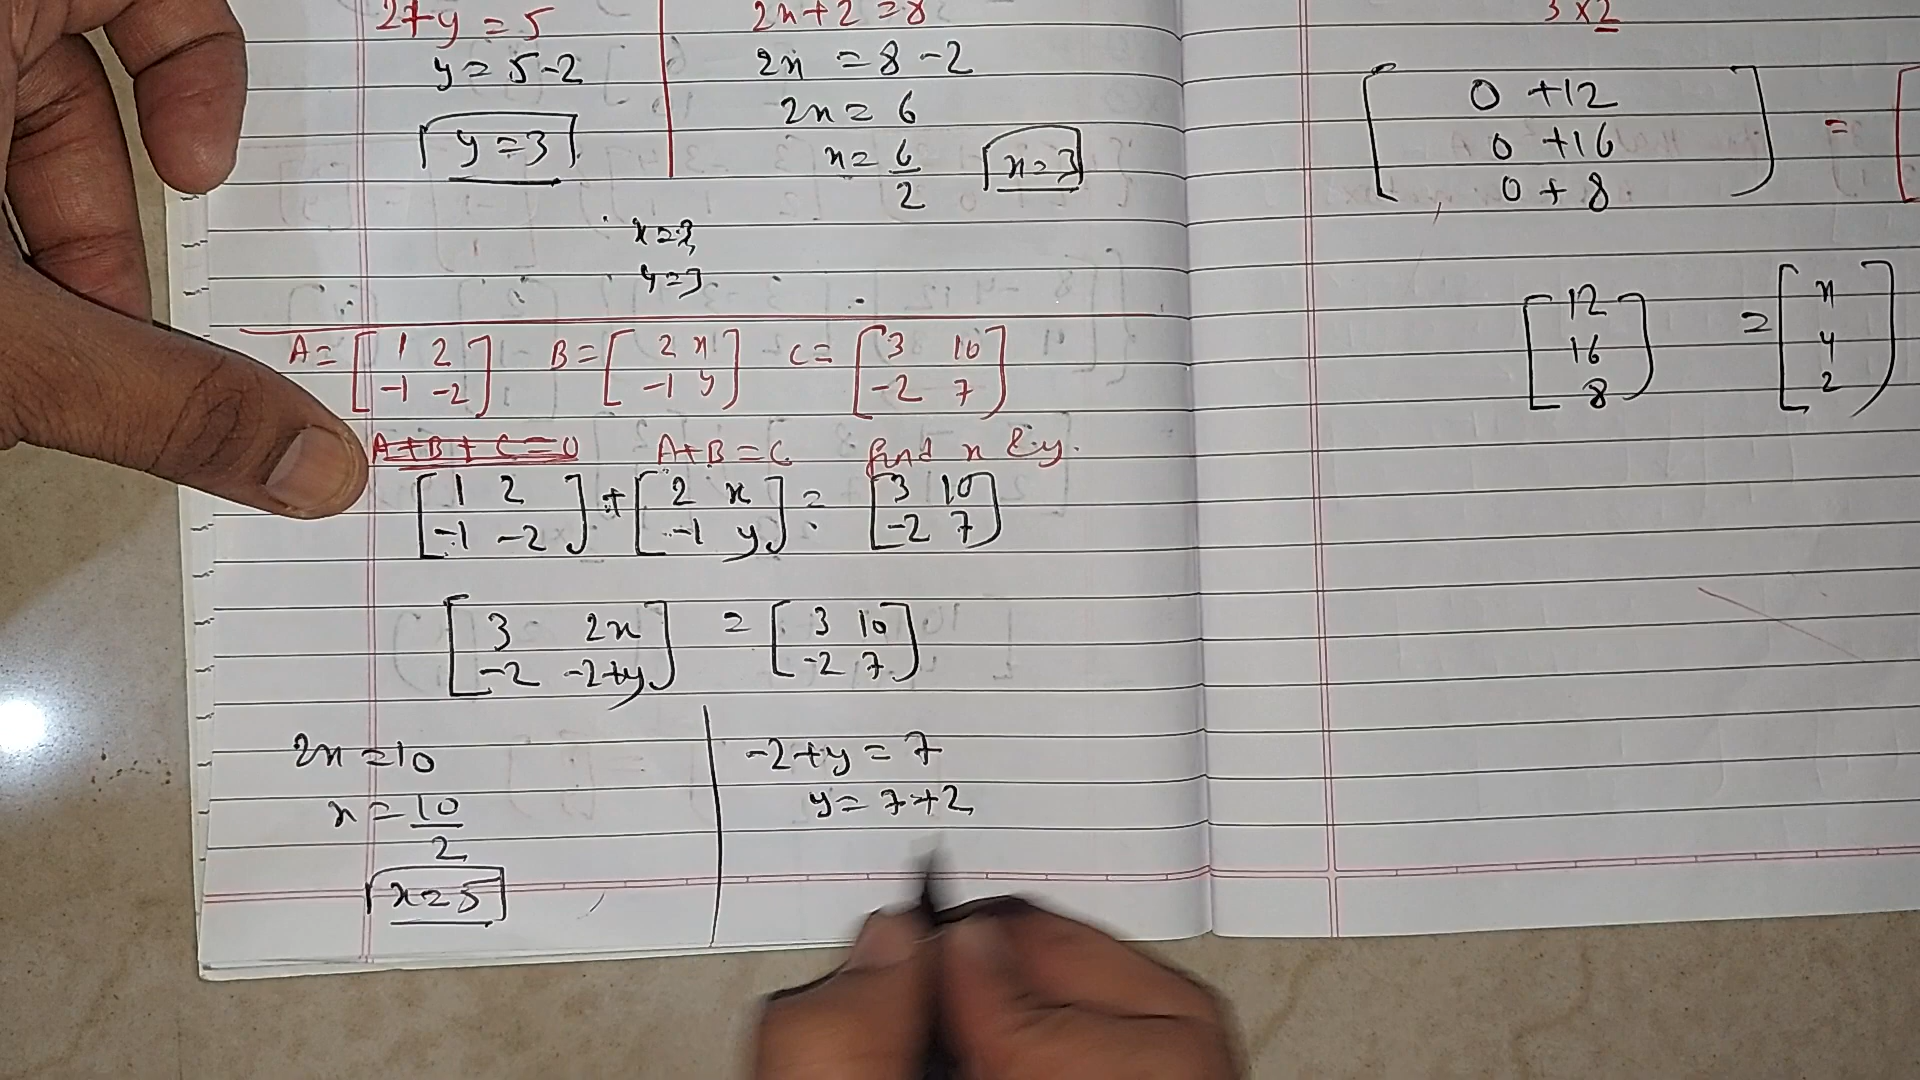 2+y = 5
y = 5-2
y = 3
2x+2 = 8
2x = 8 - 2
2x = 6
x = 6/2 x = 3
x = 3
y = 3
A = [1 2 -1 -2] B = [2 x -1 y] C = [3 10 -2 7]
A+B+C=0 A+B = C find x & y.
[1 2 -1 -2] + [2 x -1 y] = [3 10 -2 7]
[3 2x -2 -2+y] = [3 10 -2 7]
2x = 10
x = 10/2
x = 5
-2+y = 7
y = 7+2
3 x 2
[0 +12
0 +16
0 + 8] =
[12 16 8] = [x y 2]